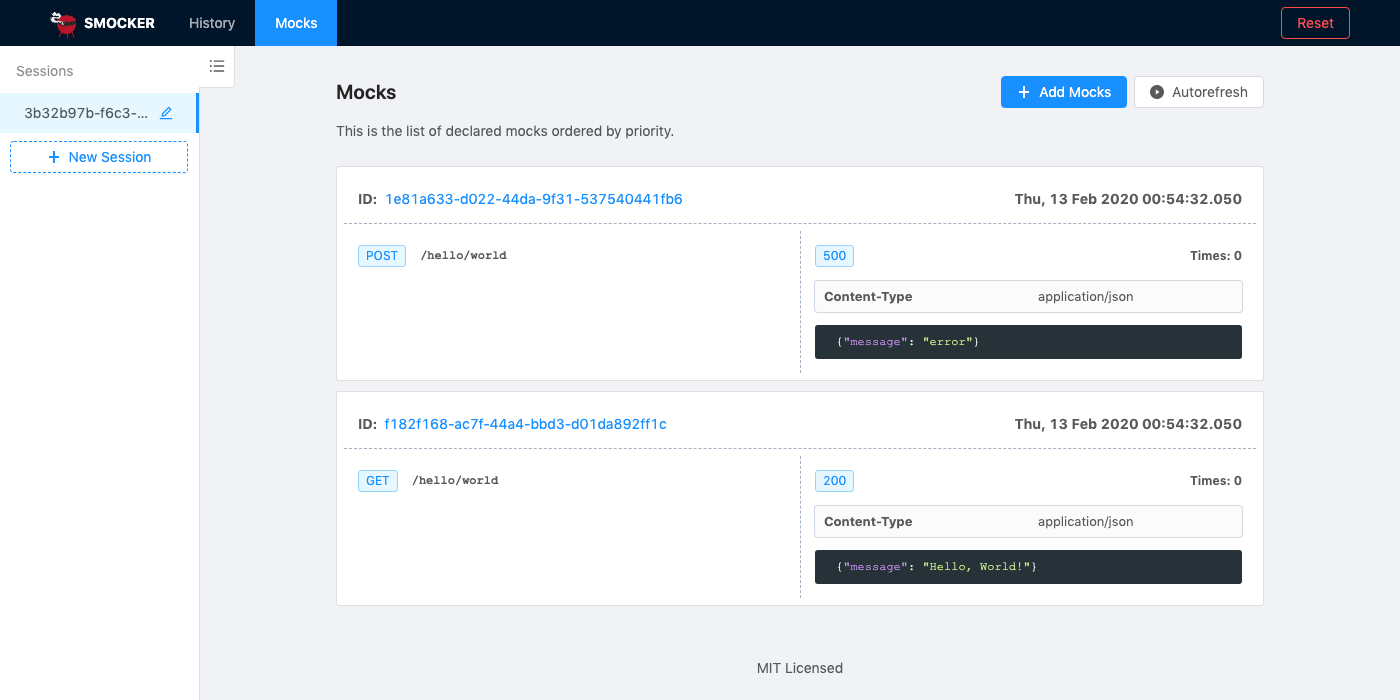 SMOCKER History Mocks Reset
Sessions
3b32b97b-f6c3-...
+ New Session
Mocks
+ Add Mocks Autorefresh
This is the list of declared mocks ordered by priority.
ID: 1e81a633-d022-44da-9f31-537540441fb6 Thu, 13 Feb 2020 00:54:32.050
POST /hello/world 500 Times: 0
Content-Type application/json
{"message": "error"}
ID: f182f168-ac7f-44a4-bbd3-d01da892ff1c Thu, 13 Feb 2020 00:54:32.050
GET /hello/world 200 Times: 0
Content-Type application/json
{"message": "Hello, World!"}
MIT Licensed